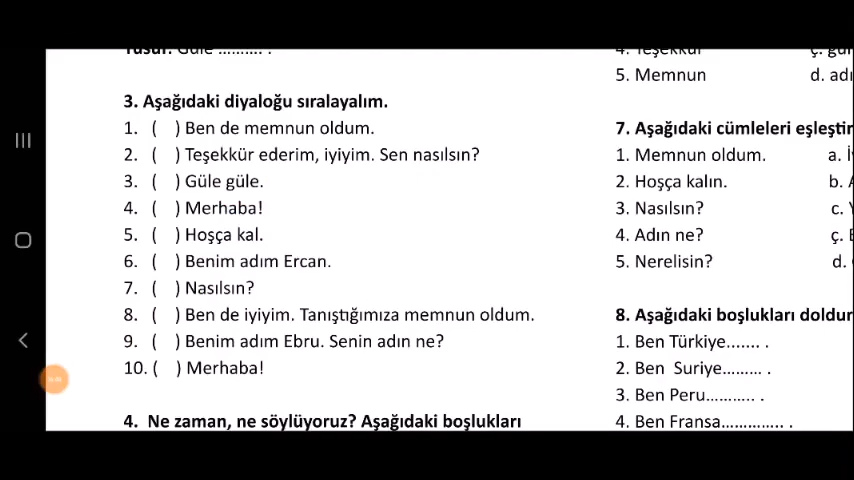 3. Aşağıdaki diyaloğu sıralayalım.
1. ( ) Ben de memnun oldum.
2. ( ) Teşekkür ederim, iyiyim. Sen nasılsın?
3. ( ) Güle güle.
4. ( ) Merhaba!
5. ( ) Hoşça kal.
6. ( ) Benim adım Ercan.
7. ( ) Nasılsın?
8. ( ) Ben de iyiyim. Tanıştığımıza memnun oldum.
9. ( ) Benim adım Ebru. Senin adın ne?
10. ( ) Merhaba!
4. Ne zaman, ne söylüyoruz? Aşağıdaki boşlukları
5. Memnun d. adı
7. Aşağıdaki cümleleri eşleştir
1. Memnun oldum. a.
2. Hoşça kalın. b.
3. Nasılsın? c.
4. Adın ne? ç.
5. Nerelisin? d.
8. Aşağıdaki boşlukları doldur
1. Ben Türkiye....... .
2. Ben Suriye......... .
3. Ben Peru........... .
4. Ben Fransa.............. .